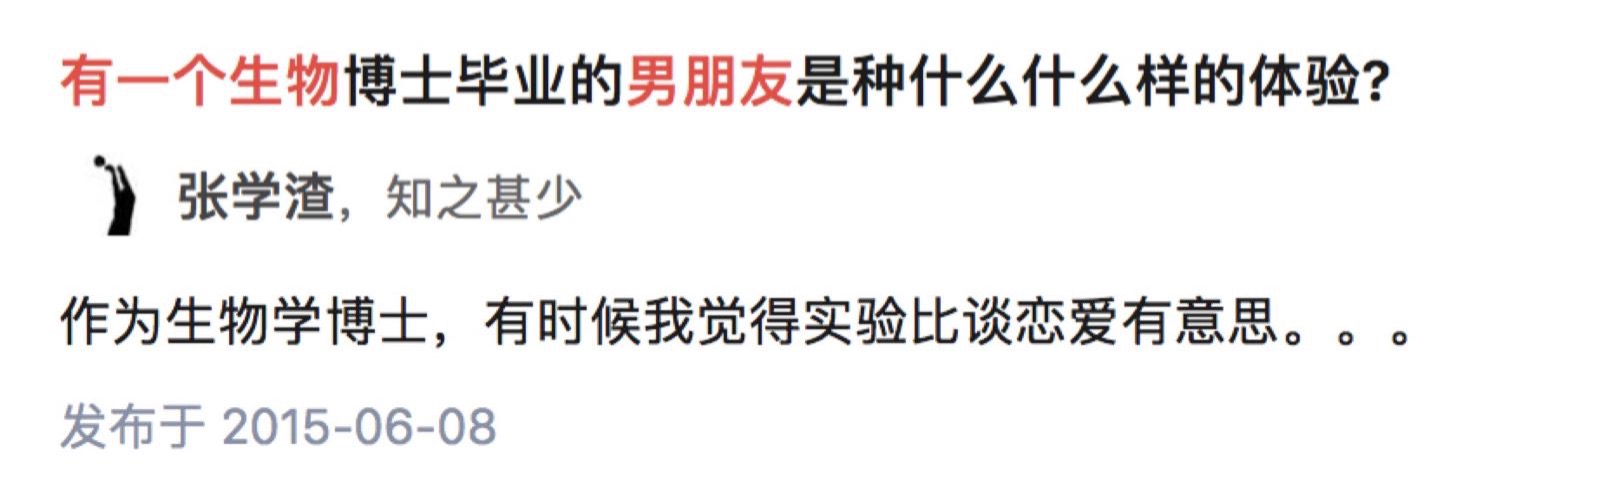 有一个生物博士毕业的男朋友是种什么什么样的体验?
张学渣，知之甚少
作为生物学博士，有时候我觉得实验比谈恋爱有意思。。。
发布于 2015-06-08